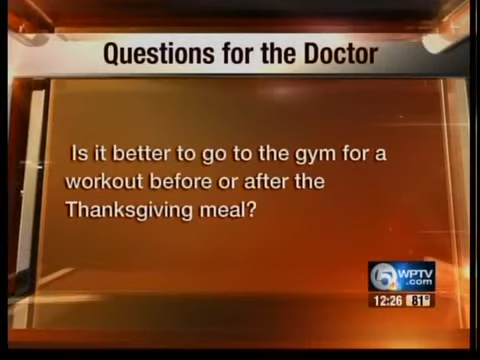 Questions for the Doctor
Is it better to go to the gym for a
workout before or after the
Thanksgiving meal?
5 WPTV
.com
12:26 81°